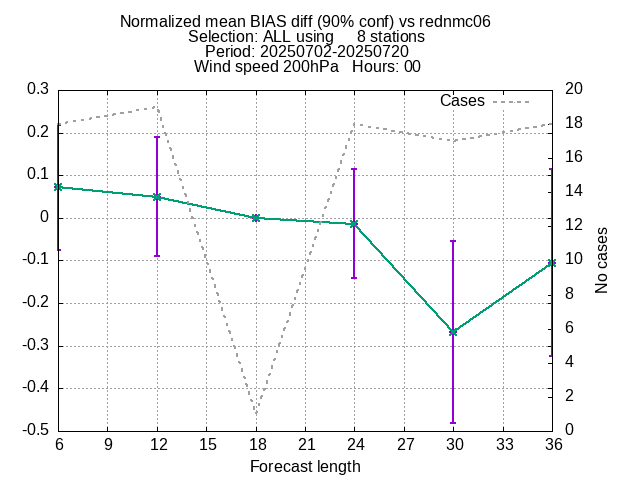 Normalized mean BIAS diff (90% conf) vs rednmc06
Selection: ALL using     8 stations
Period: 20250702-20250720
Wind speed 200hPa   Hours: 00
Cases
0.3
0.2
0.1
0
-0.1
-0.2
-0.3
-0.4
-0.5
20
18
16
14
12
10
8
6
4
2
0
No cases
6 9 12 15 18 21 24 27 30 33 36
Forecast length